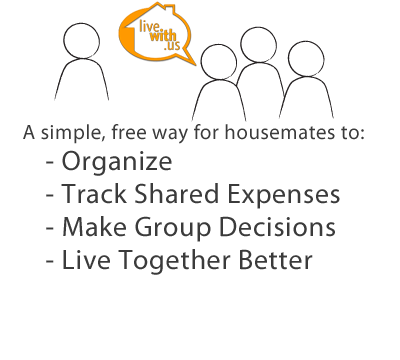 live
with
.us
A simple, free way for housemates to:
- Organize
- Track Shared Expenses
- Make Group Decisions
- Live Together Better